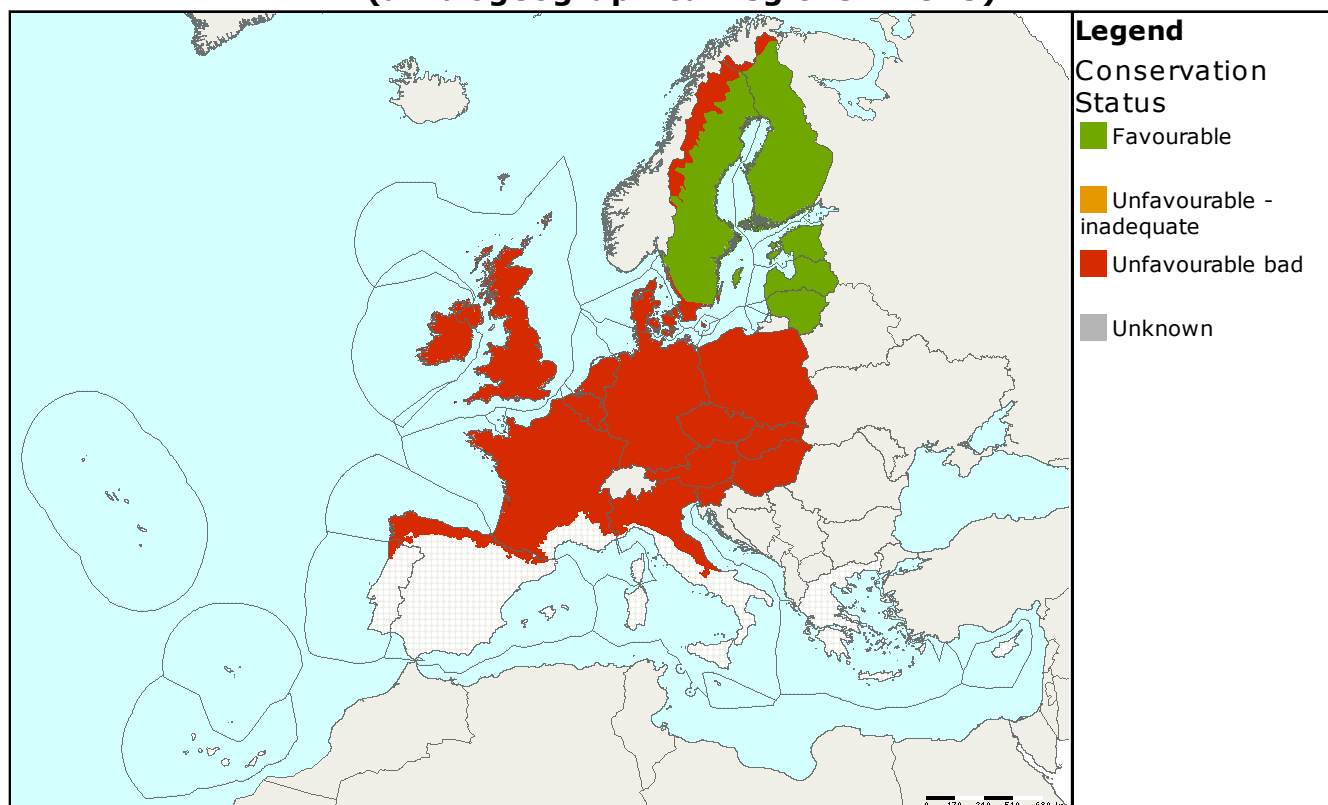 Legend
Conservation
Status
Favourable
Unfavourable -
inadequate
Unfavourable bad
Unknown